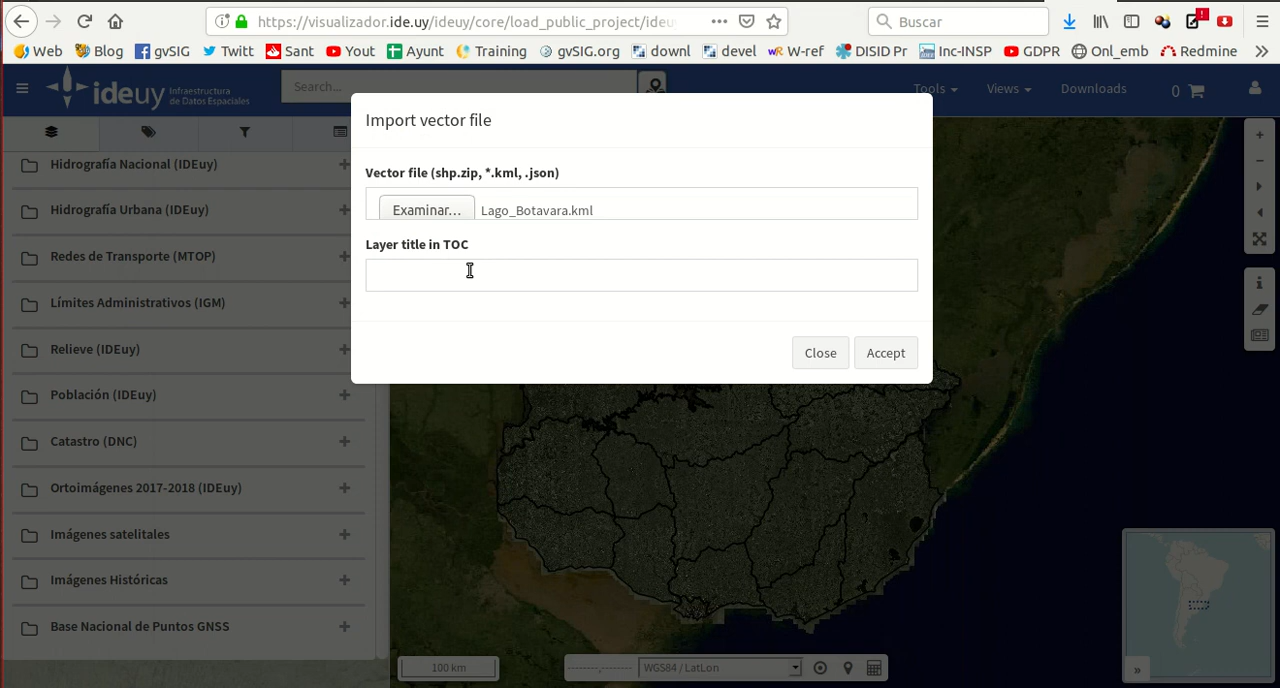 https://visualizador.ide.uy/ideuy/core/load_public_project/ideu
Buscar
Web Blog gvSIG Twitt Sant Yout Ayunt Training gvSIG.org downl devel W-ref DISID Pr Inc-INSP GDPR Onl_emb Redmine
ideuy Infraestructura de Datos Espaciales
Search...
Tools Views Downloads 0
Import vector file
Vector file (shp.zip, *.kml, .json)
Examinar... Lago_Botavara.kml
Layer title in TOC
Close Accept
Hidrografía Nacional (IDEuy)
Hidrografía Urbana (IDEuy)
Redes de Transporte (MTOP)
Límites Administrativos (IGM)
Relieve (IDEuy)
Población (IDEuy)
Catastro (DNC)
Ortoimágenes 2017-2018 (IDEuy)
Imágenes satelitales
Imágenes Históricas
Base Nacional de Puntos GNSS
100 km
--------,-------- WGS84 / LatLon